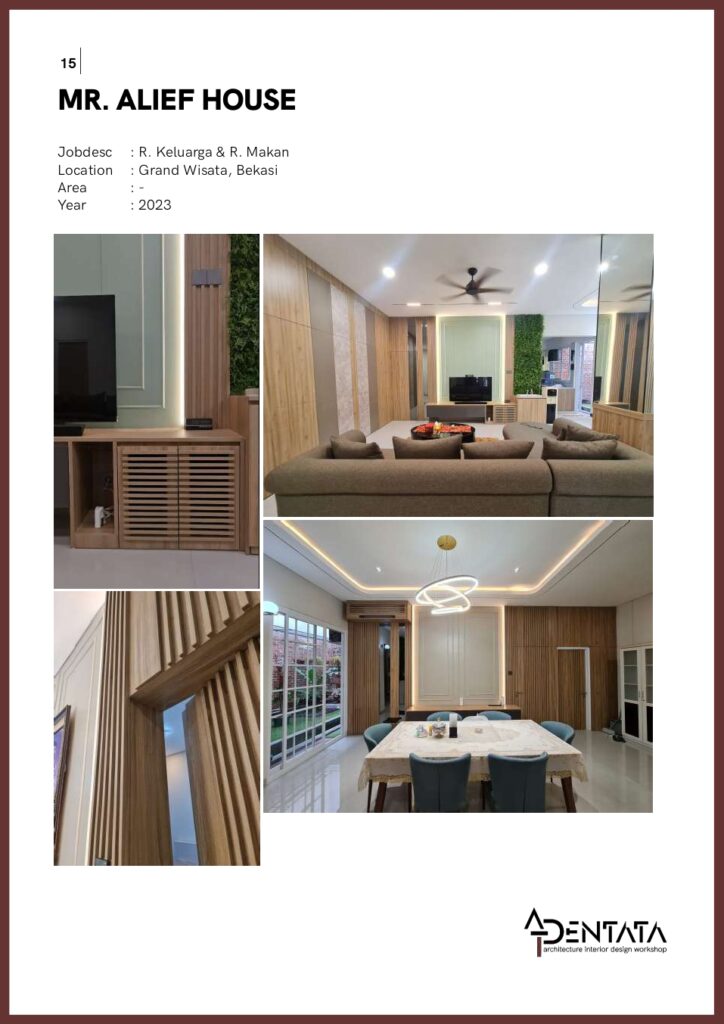 15
MR. ALIEF HOUSE
Jobdesc : R. Keluarga & R. Makan
Location : Grand Wisata, Bekasi
Area : -
Year : 2023
ADENTATA
architecture interior design workshop